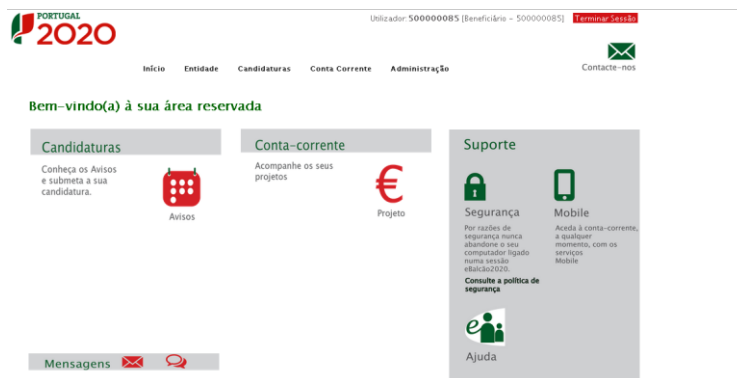 PORTUGAL
2020
Utilizador: 500000085 [Beneficiário - 500000085] Terminar Sessão
Contacte-nos
Início Entidade Candidaturas Conta Corrente Administração
Bem-vindo(a) à sua área reservada
Candidaturas
Conheça os Avisos
e submeta a sua
candidatura.
Avisos
Conta-corrente
Acompanhe os seus
projetos
€
Projeto
Suporte
Segurança
Por razões de
segurança nunca
abandone o seu
computador ligado
numa sessão
eBalcão2020.
Consulte a política de
segurança
Mobile
Aceda à conta-corrente,
a qualquer
momento, com os
serviços
Mobile
e
Ajuda
Mensagens